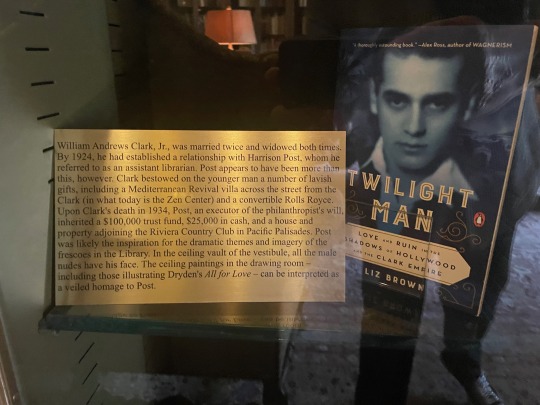 William Andrews Clark, Jr., was married twice and widowed both times.
By 1924, he had established a relationship with Harrison Post, whom he
referred to as an assistant librarian. Post appears to have been more than
this, however. Clark bestowed on the younger man a number of lavish
gifts, including a Mediterranean Revival villa across the street from the
Clark (in what today is the Zen Center) and a convertible Rolls Royce.
Upon Clark's death in 1934, Post, an executor of the philanthropist's will,
inherited a $100,000 trust fund, $25,000 in cash, and a house and
property adjoining the Riviera Country Club in Pacific Palisades. Post
was likely the inspiration for the dramatic themes and imagery of the
frescoes in the Library. In the ceiling vault of the vestibule, all the male
nudes have his face. The ceiling paintings in the drawing room –
including those illustrating Dryden's All for Love – can be interpreted as
a veiled homage to Post.
"A thoroughly astounding book." —Alex Ross, author of WAGNERISM
TWILIGHT
MAN
LOVE AND RUIN IN THE
SHADOWS OF HOLLYWOOD
AND THE CLARK EMPIRE
LIZ BROWN